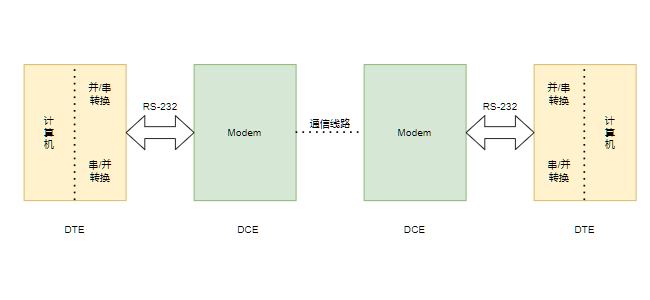 计
算
机
并/串
转换
串/并
转换
RS-232
Modem
通信线路
Modem
RS-232
并/串
转换
串/并
转换
计
算
机
DTE
DCE
DCE
DTE